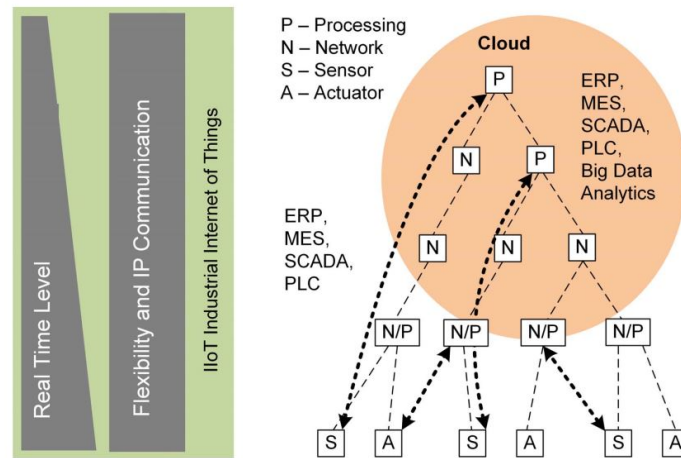 Real Time Level
Flexibility and IP Communication
IIoT Industrial Internet of Things
P – Processing
N – Network
S – Sensor
A – Actuator
Cloud
P
ERP,
MES,
SCADA,
PLC,
Big Data
Analytics
N
P
ERP,
MES,
SCADA,
PLC
N
N
N
N/P
N/P
N/P
N/P
S
A
S
A
S
A